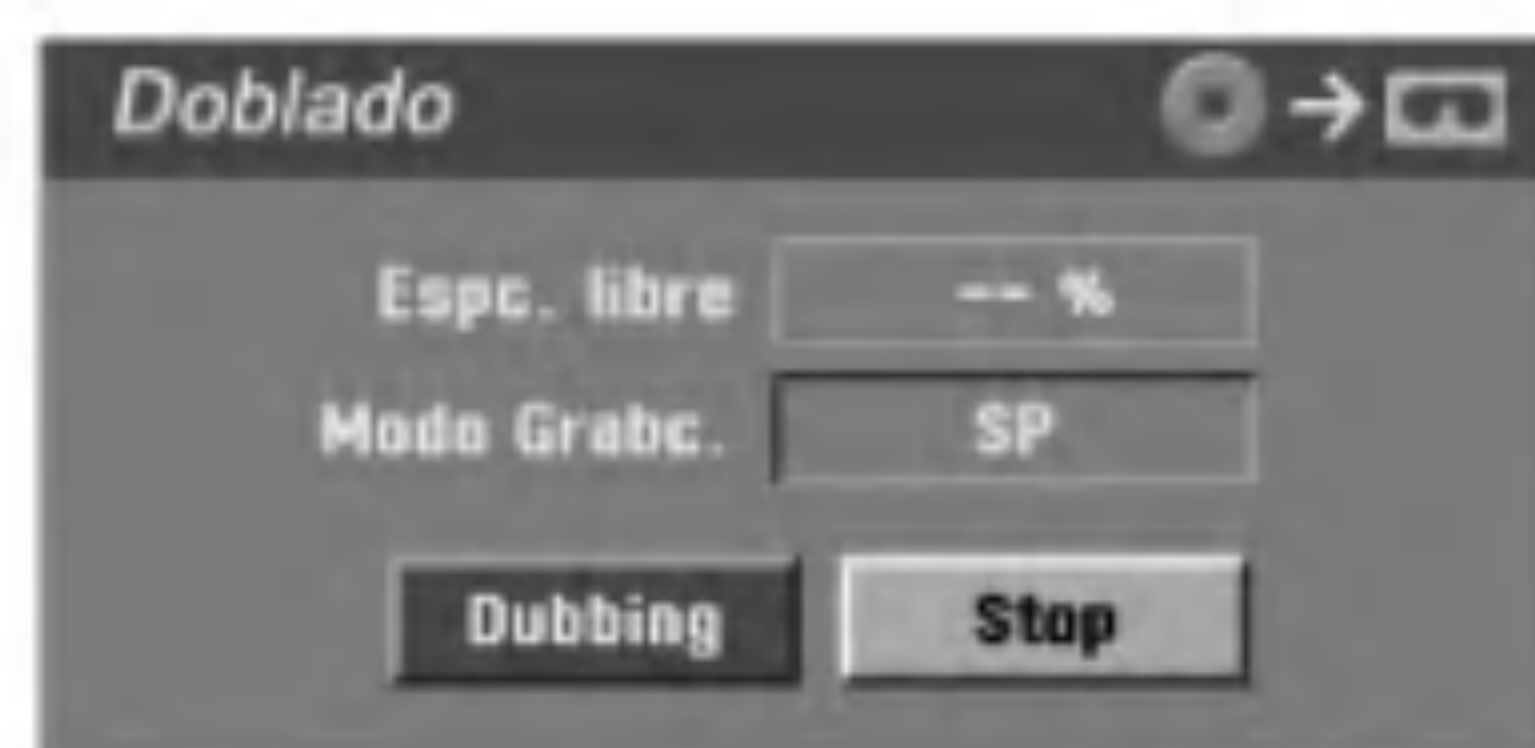 Doblado
Espc. libre -- %
Modo Grabc. SP
Dubbing Stop